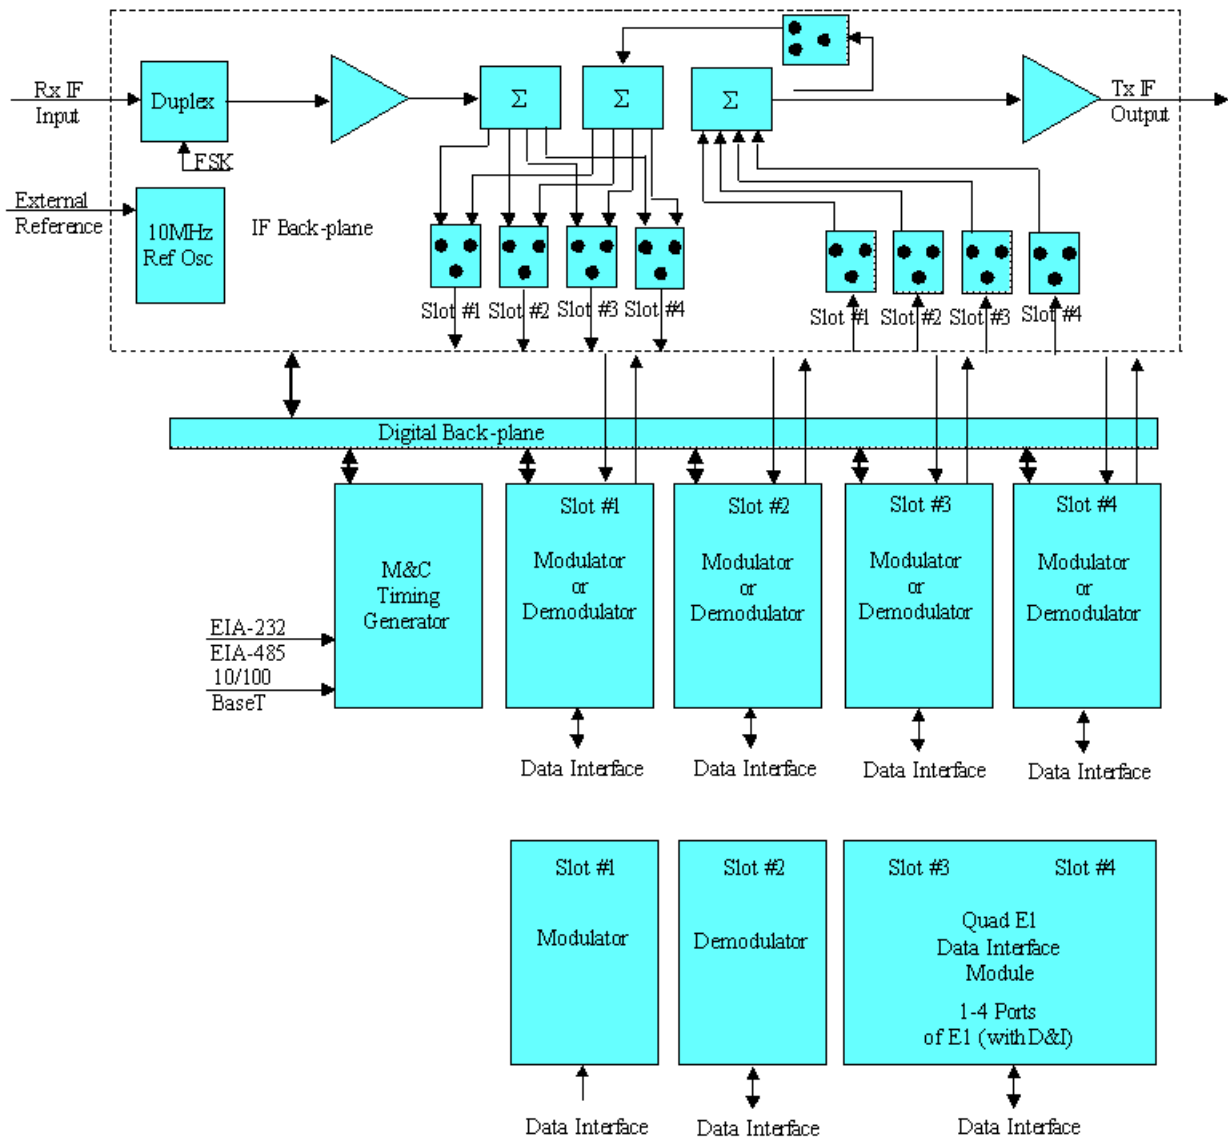 Rx IF
Input
Duplex
Σ
Σ
Σ
Tx IF
Output
FSK
External
Reference
10MHz
Ref Osc
IF Back-plane
Slot #1
Slot #2
Slot #3
Slot #4
Slot #1
Slot #2
Slot #3
Slot #4
Digital Back-plane
M&C
Timing
Generator
EIA-232
EIA-485
10/100
BaseT
Slot #1
Modulator
or
Demodulator
Slot #2
Modulator
or
Demodulator
Slot #3
Modulator
or
Demodulator
Slot #4
Modulator
or
Demodulator
Data Interface
Data Interface
Data Interface
Data Interface
Slot #1
Modulator
Slot #2
Demodulator
Slot #3
Slot #4
Quad E1
Data Interface
Module
1-4 Ports
of E1 (with D&I)
Data Interface
Data Interface
Data Interface